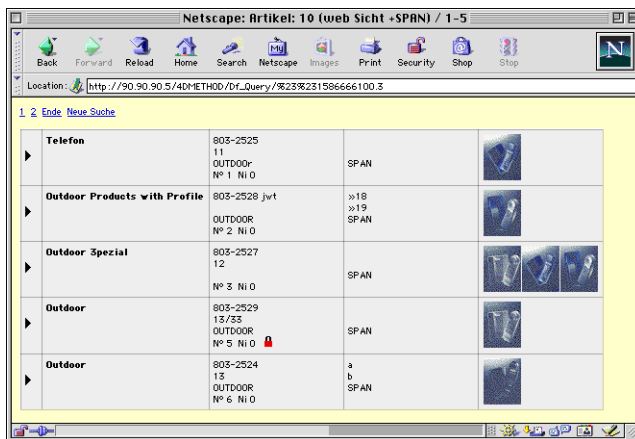 Netscape: Artikel: 10 (web Sicht +SPAN) / 1-5
Back Forward Reload Home Search Netscape Images Print Security Shop Stop
My
N
Location: http://90.90.90.5/4DMETHOD/Df_Query/%23%231586666100.3
1 2 Ende Neue Suche
Telefon
803-2525
11
OUTDOOr SPAN
Nº 1 Ni 0
Outdoor Products with Profile 803-2528 jwt »18
»19
OUTDOOR SPAN
Nº 2 Ni 0
Outdoor 3pezial 803-2527
12
SPAN
Nº 3 Ni 0
Outdoor 803-2529
13/33
OUTDOOR SPAN
Nº 5 Ni 0
Outdoor 803-2524 a
13 b
OUTDOOR SPAN
Nº 6 Ni 0